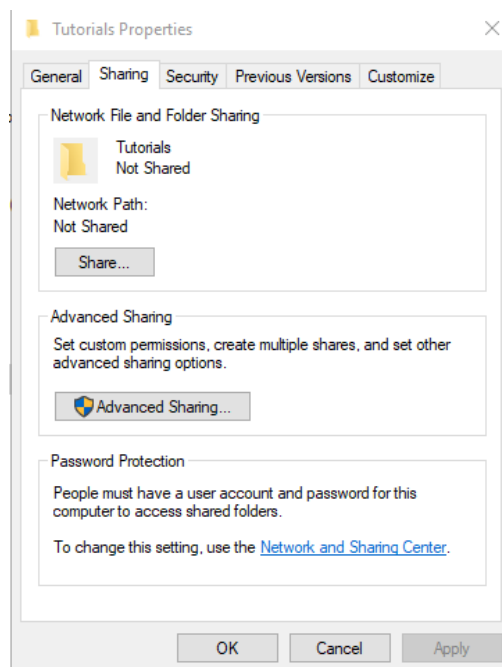 Tutorials Properties
General Sharing Security Previous Versions Customize
Network File and Folder Sharing
Tutorials
Not Shared
Network Path:
Not Shared
Share...
Advanced Sharing
Set custom permissions, create multiple shares, and set other
advanced sharing options.
Advanced Sharing...
Password Protection
People must have a user account and password for this
computer to access shared folders.
To change this setting, use the Network and Sharing Center.
OK Cancel Apply